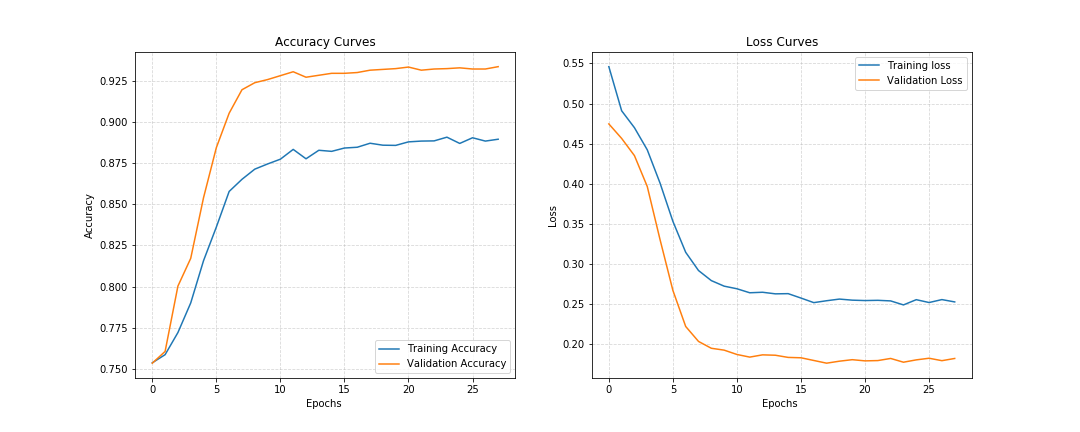 Accuracy Curves
0.925
0.900
0.875
0.850
0.825
0.800
0.775
0.750
Accuracy
0 5 10 15 20 25
Epochs
Training Accuracy
Validation Accuracy
Loss Curves
0.55
0.50
0.45
0.40
0.35
0.30
0.25
0.20
Loss
0 5 10 15 20 25
Epochs
Training loss
Validation Loss